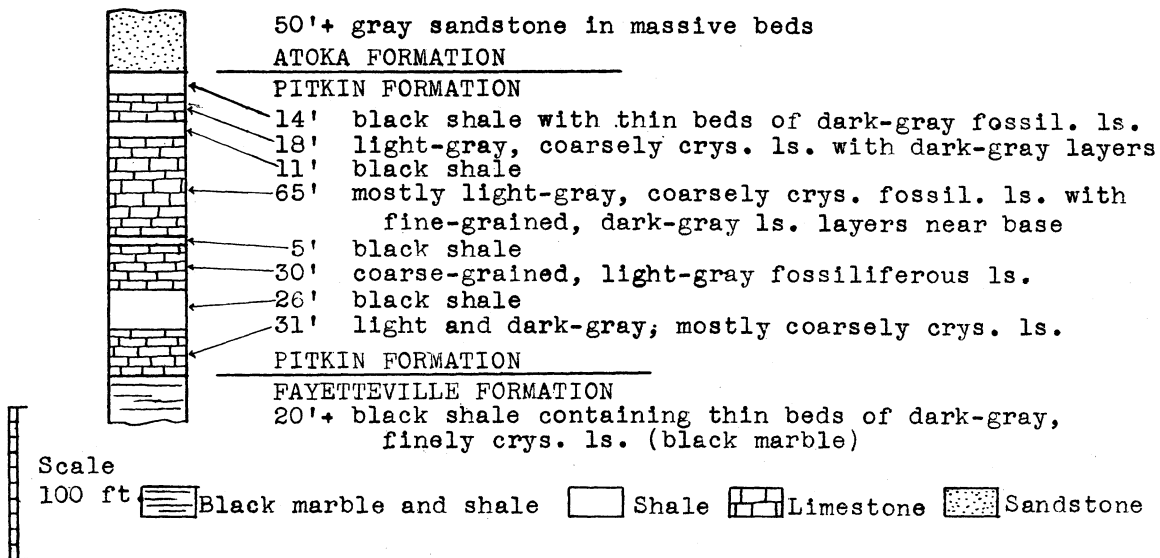 50'+ gray sandstone in massive beds
ATOKA FORMATION
PITKIN FORMATION
14' black shale with thin beds of dark-gray fossil. ls.
18' light-gray, coarsely crys. ls. with dark-gray layers
11' black shale
65' mostly light-gray, coarsely crys. fossil. ls. with
fine-grained, dark-gray ls. layers near base
5' black shale
30' coarse-grained, light-gray fossiliferous ls.
26' black shale
31' light and dark-gray; mostly coarsely crys. ls.
PITKIN FORMATION
FAYETTEVILLE FORMATION
20'+ black shale containing thin beds of dark-gray,
finely crys. ls. (black marble)
Scale
100 ft.
Black marble and shale
Shale
Limestone
Sandstone